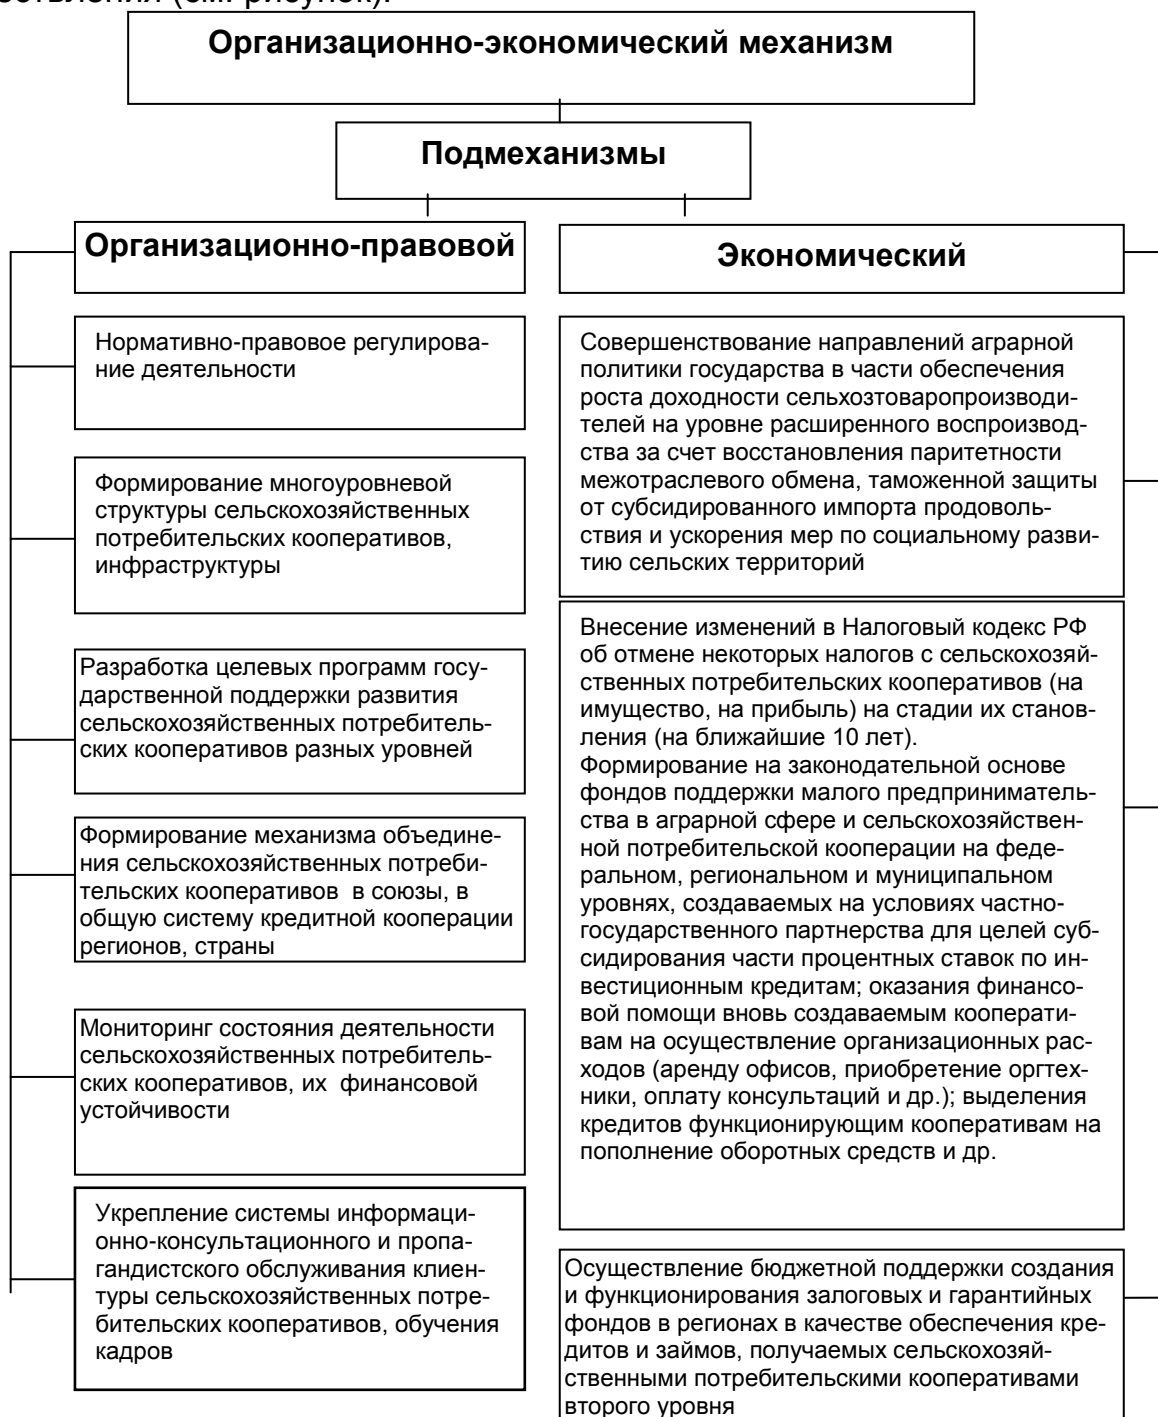 (см. рисунок).
Организационно-экономический механизм
Подмеханизмы
Организационно-правовой
Нормативно-правовое регулирова-
ние деятельности
Формирование многоуровневой
структуры сельскохозяйственных
потребительских кооперативов,
инфраструктуры
Разработка целевых программ госу-
дарственной поддержки развития
сельскохозяйственных потребитель-
ских кооперативов разных уровней
Формирование механизма объедине-
ния сельскохозяйственных потреби-
тельских кооперативов в союзы, в
общую систему кредитной кооперации
регионов, страны
Мониторинг состояния деятельности
сельскохозяйственных потребитель-
ских кооперативов, их финансовой
устойчивости
Укрепление системы информаци-
онно-консультационного и пропа-
гандистского обслуживания клиен-
туры сельскохозяйственных потре-
бительских кооперативов, обучения
кадров
Экономический
Совершенствование направлений аграрной
политики государства в части обеспечения
роста доходности сельхозтоваропроизводи-
телей на уровне расширенного воспроизвод-
ства за счет восстановления паритетности
межотраслевого обмена, таможенной защиты
от субсидированного импорта продоволь-
ствия и ускорения мер по социальному разви-
тию сельских территорий
Внесение изменений в Налоговый кодекс РФ
об отмене некоторых налогов с сельскохозяй-
ственных потребительских кооперативов (на
имущество, на прибыль) на стадии их станов-
ления (на ближайшие 10 лет).
Формирование на законодательной основе
фондов поддержки малого предприниматель-
ства в аграрной сфере и сельскохозяйствен-
ной потребительской кооперации на феде-
ральном, региональном и муниципальном
уровнях, создаваемых на условиях частно-
государственного партнерства для целей суб-
сидирования части процентных ставок по ин-
вестиционным кредитам; оказания финансо-
вой помощи вновь создаваемым кооперати-
вам на осуществление организационных рас-
ходов (аренду офисов, приобретение оргтех-
ники, оплату консультаций и др.); выделения
кредитов функционирующим кооперативам на
пополнение оборотных средств и др.
Осуществление бюджетной поддержки создания
и функционирования залоговых и гарантийных
фондов в регионах в качестве обеспечения кре-
дитов и займов, получаемых сельскохозяй-
ственными потребительскими кооперативами
второго уровня